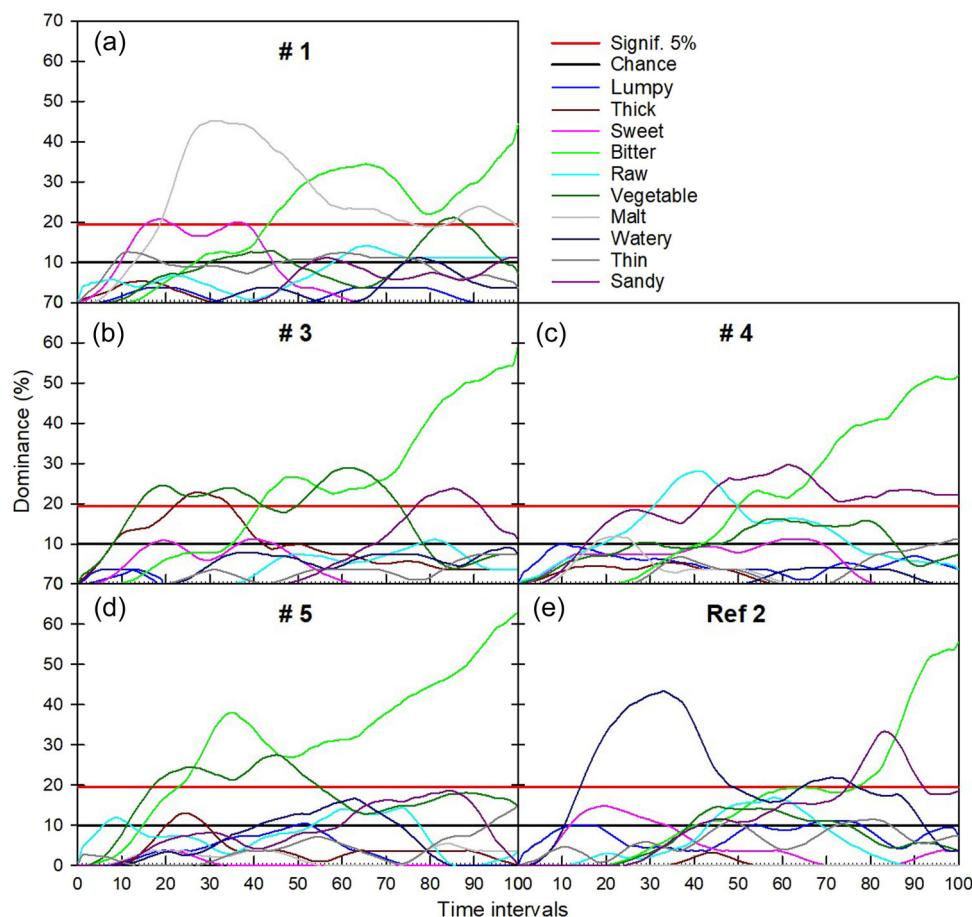 70
(a)
# 1
60
50
40
30
20
10
Signif. 5%
Chance
Lumpy
Thick
Sweet
Bitter
Raw
Vegetable
Malt
Watery
Thin
Sandy
70
(b)
# 3
(c)
# 4
60
50
40
30
20
10
Dominance (%)
70
(d)
# 5
(e)
Ref 2
60
50
40
30
20
10
0
0 10 20 30 40 50 60 70 80 90 100 10 20 30 40 50 60 70 80 90 100
Time intervals